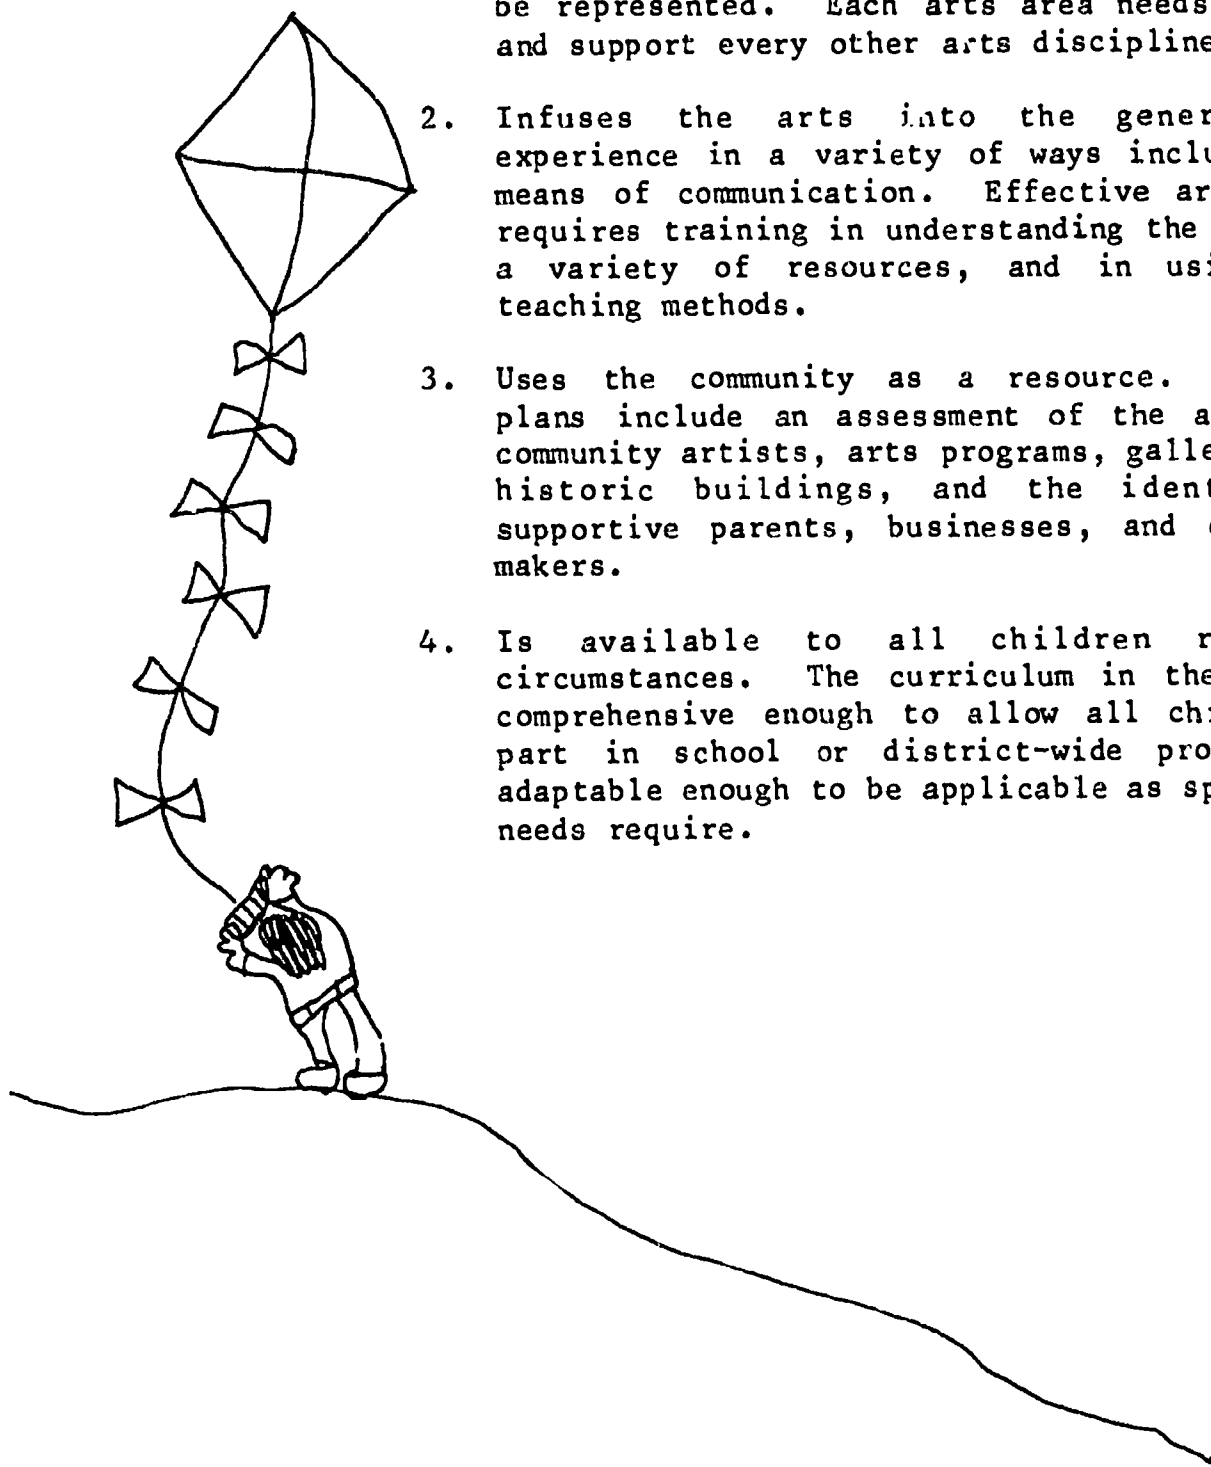 be represented. Each arts area needs
and support every other arts discipline
2. Infuses the arts into the gener
experience in a variety of ways inclu
means of communication. Effective ar
requires training in understanding the
a variety of resources, and in usi
teaching methods.
3. Uses the community as a resource.
plans include an assessment of the a
community artists, arts programs, galle
historic buildings, and the ident
supportive parents, businesses, and
makers.
4. Is available to all children r
circumstances. The curriculum in the
comprehensive enough to allow all chi
part in school or district-wide pro
adaptable enough to be applicable as sp
needs require.